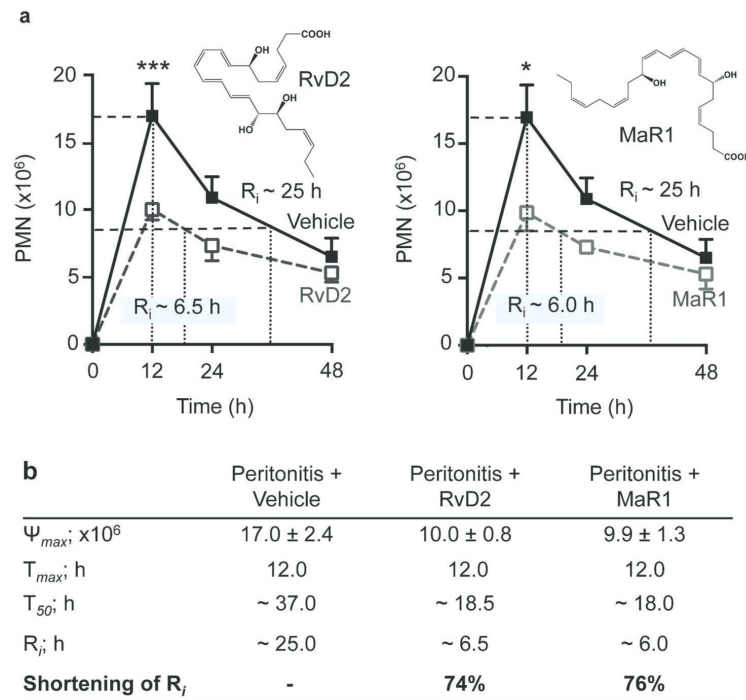 a
COOH
OH
RvD2
HO
OH
***
20
15
10
5
0
PMN (x10⁶)
Rᵢ ~ 25 h
Vehicle
RvD2
Rᵢ ~ 6.5 h
0 12 24 48
Time (h)
OH
OH
COOH
MaR1
*
20
15
10
5
0
PMN (x10⁶)
Rᵢ ~ 25 h
Vehicle
MaR1
Rᵢ ~ 6.0 h
0 12 24 48
Time (h)
b
Peritonitis + Peritonitis + Peritonitis +
Vehicle RvD2 MaR1
Ψmax; x10⁶ 17.0 ± 2.4 10.0 ± 0.8 9.9 ± 1.3
Tmax; h 12.0 12.0 12.0
T50; h ~ 37.0 ~ 18.5 ~ 18.0
Rᵢ; h ~ 25.0 ~ 6.5 ~ 6.0
Shortening of Rᵢ - 74% 76%